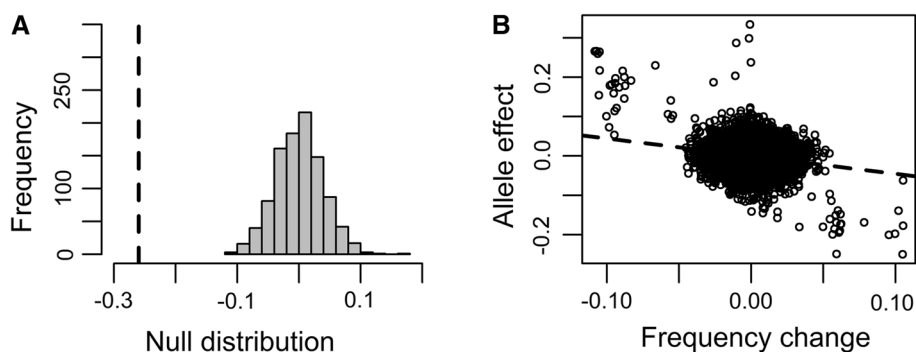 A
Frequency
250
100
0
-0.3
-0.1
0.1
Null distribution
B
Allele effect
0.2
0.0
-0.2
-0.10
0.00
0.10
Frequency change